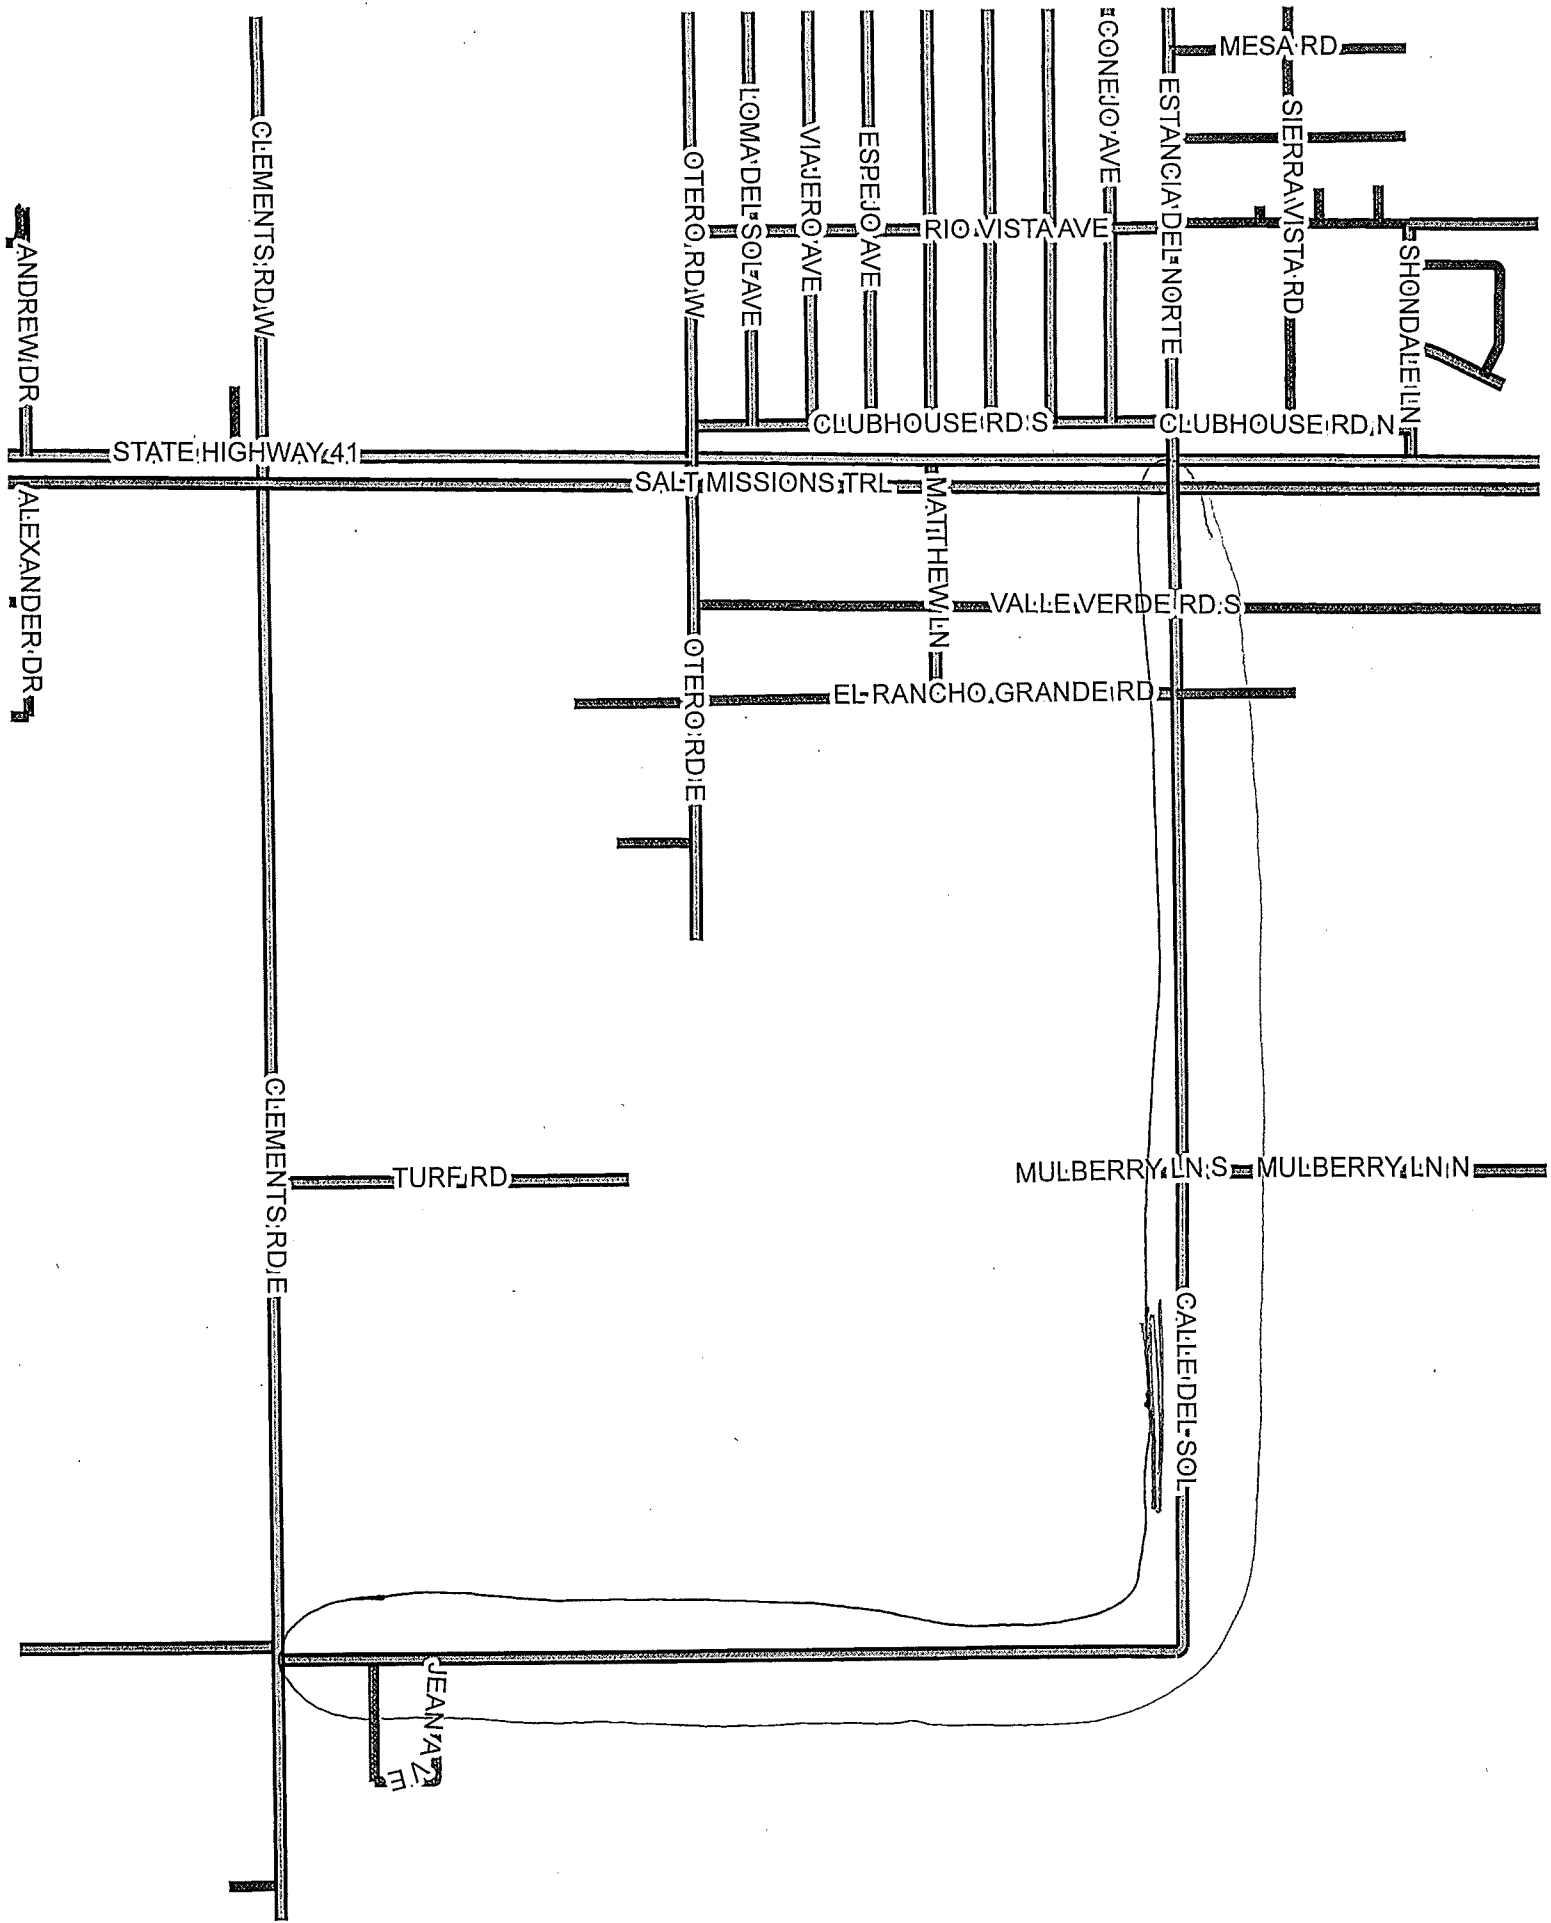 MESA RD
CONEJO AVE
CLEMENTS RD W
LOMA DEL SOL AVE
ESTANCIA DEL NORTE
SIERRA VISTA RD
VIAJERO AVE
ESPEJO AVE
OTERO RD W
RIO VISTA AVE
ANDREW DR
SHONDALE LN
CLUBHOUSE RD S
CLUBHOUSE RD N
STATE HIGHWAY 41
SALT MISSIONS TRL
MATTHEW LN
ALEXANDER DR
VALLE VERDE RD S
OTERO RD E
EL RANCHO GRANDE RD
CLEMENTS RD E
TURF RD
MULBERRY LN S
MULBERRY LN N
CALLE DEL SOL
JEAN AVE